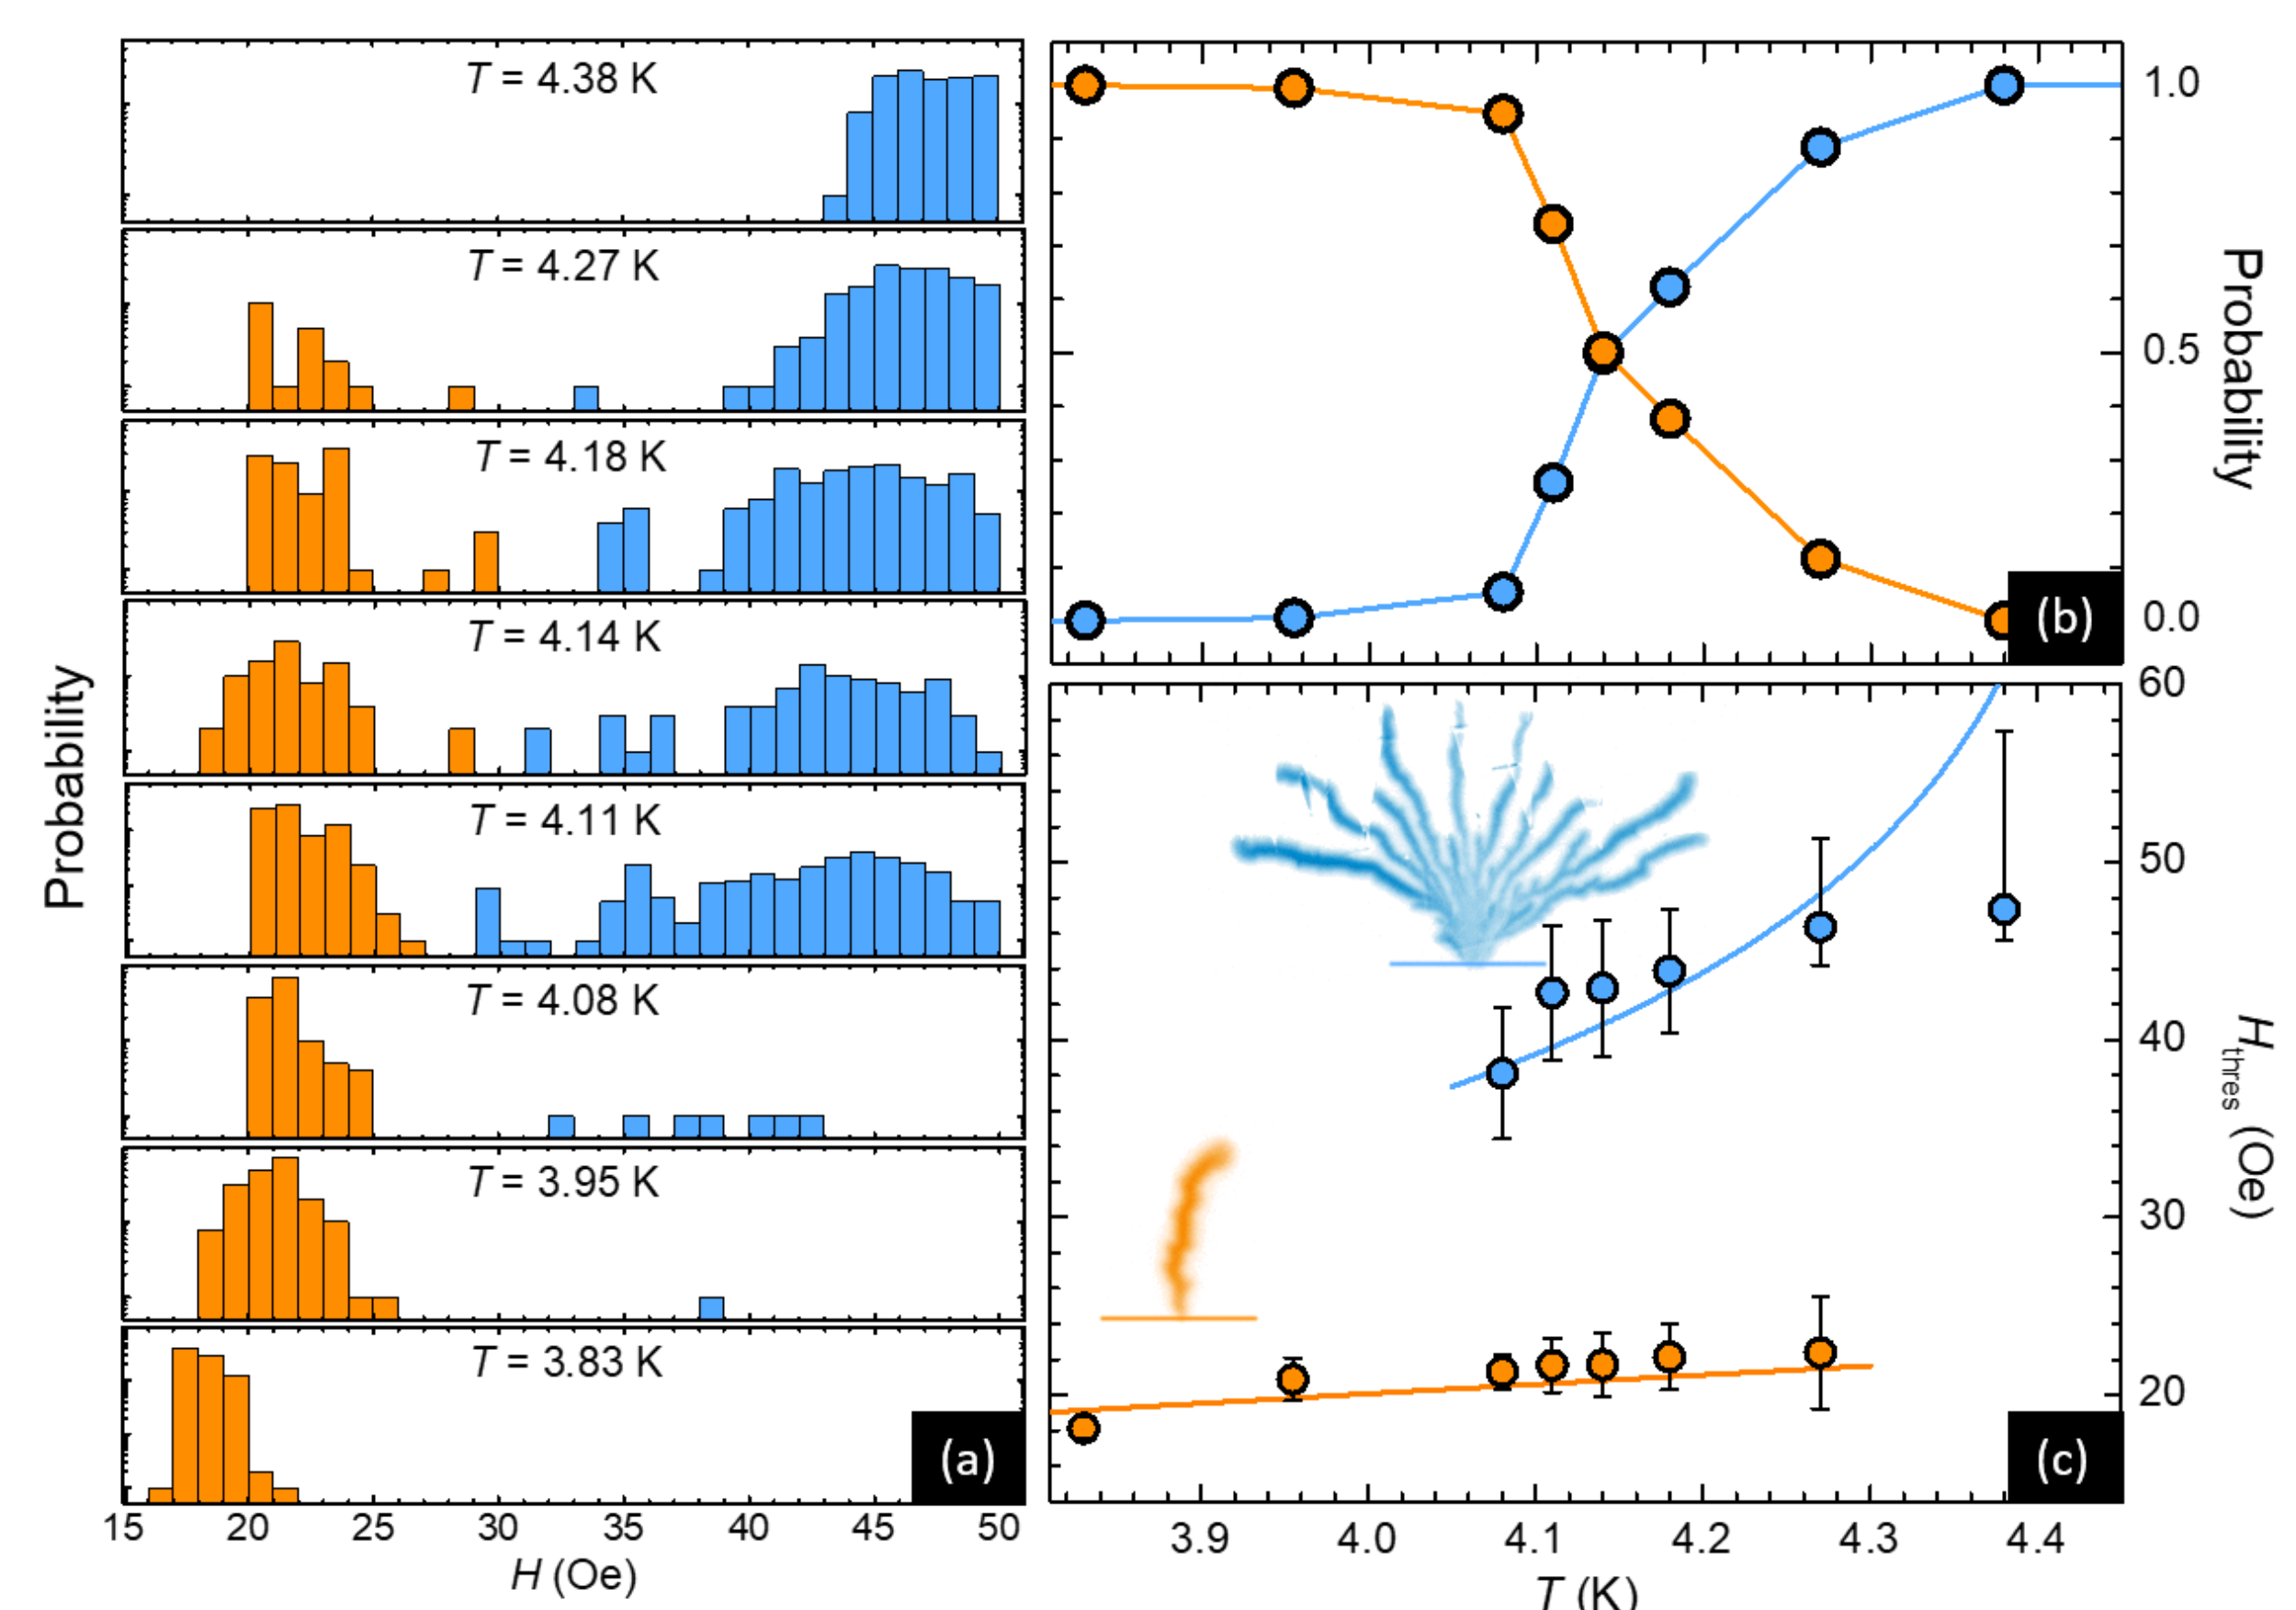 T = 4.38 K
T = 4.27 K
T = 4.18 K
T = 4.14 K
T = 4.11 K
T = 4.08 K
T = 3.95 K
T = 3.83 K
Probability
(a)
15 20 25 30 35 40 45 50
H (Oe)
1.0
0.5
0.0
Probability
(b)
60
50
40
30
20
Hthres (Oe)
(c)
3.9 4.0 4.1 4.2 4.3 4.4
T (K)